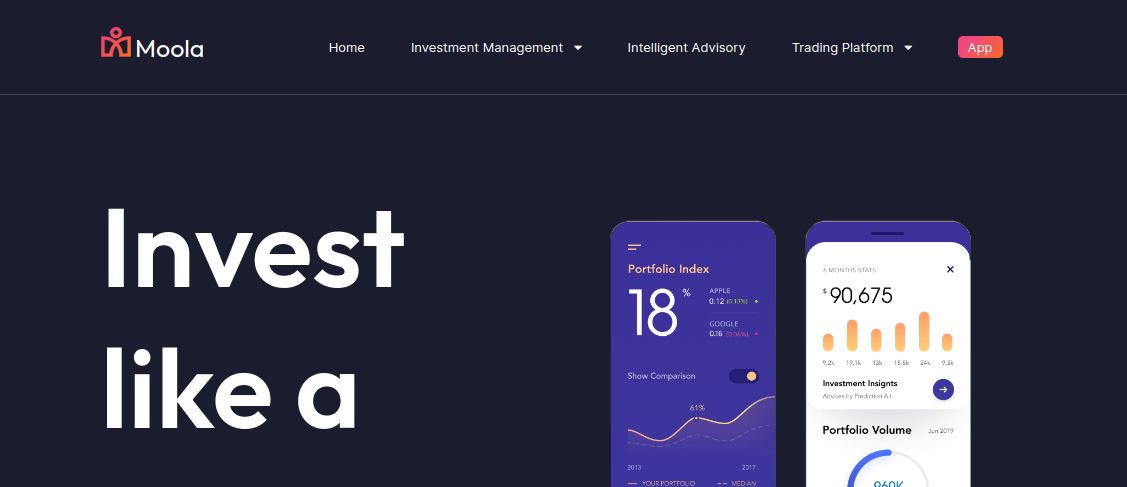 Moola
Home
Investment Management
Intelligent Advisory
Trading Platform
App
Invest
like a
Portfolio Index
18 %
APPLE
0.12 (0.13%)
GOOGLE
0.16 (0.06%)
Show Comparison
61%
2013
2017
YOUR PORTFOLIO
MEDIAN
6 MONTHS STATS
$ 90,675
9.2k 19.1k 13k 15.8k 24k 9.2k
Investment Insignts
Advices by Prediction A.I.
Portfolio Volume
Jun 2019
960K